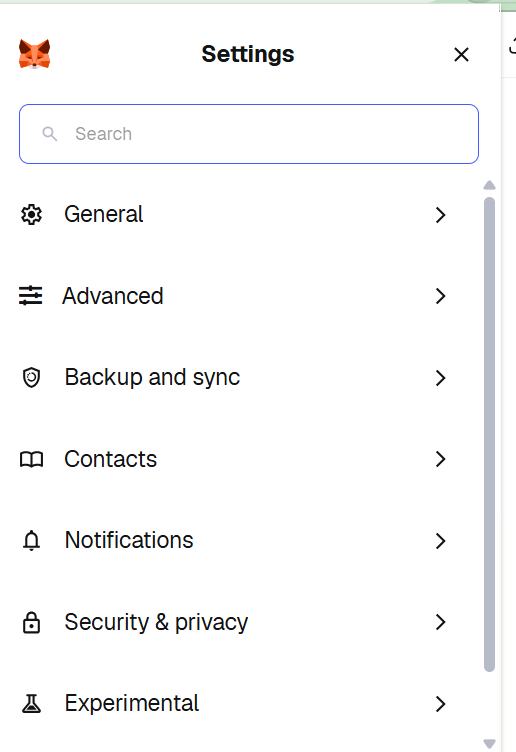 Settings
Search
General
Advanced
Backup and sync
Contacts
Notifications
Security & privacy
Experimental